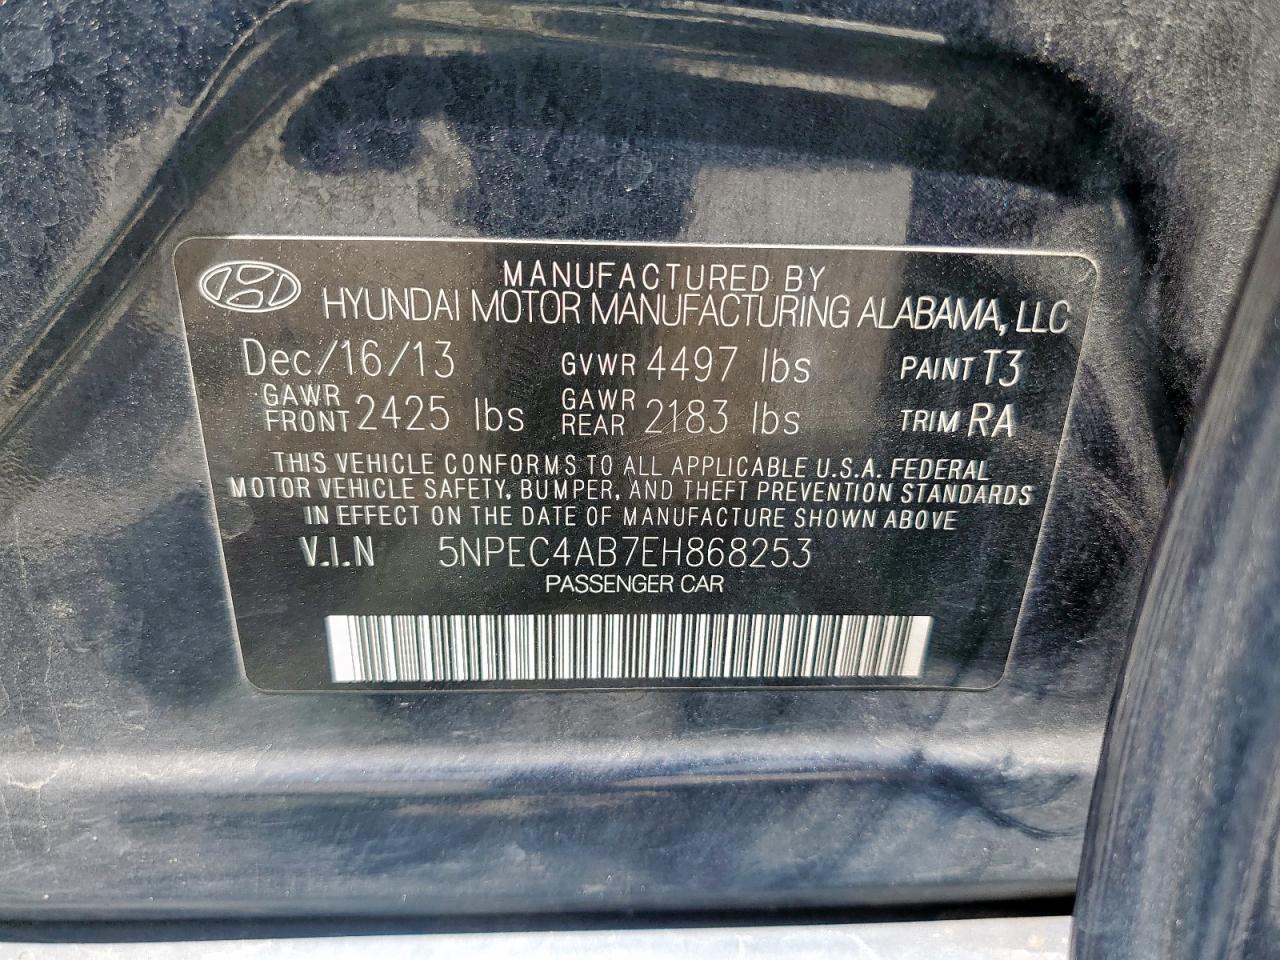 MANUFACTURED BY
HYUNDAI MOTOR MANUFACTURING ALABAMA, LLC
Dec/16/13 GVWR 4497 lbs PAINT T3
GAWR FRONT 2425 lbs GAWR REAR 2183 lbs TRIM RA
THIS VEHICLE CONFORMS TO ALL APPLICABLE U.S.A. FEDERAL
MOTOR VEHICLE SAFETY, BUMPER, AND THEFT PREVENTION STANDARDS
IN EFFECT ON THE DATE OF MANUFACTURE SHOWN ABOVE
V.I.N 5NPEC4AB7EH868253
PASSENGER CAR